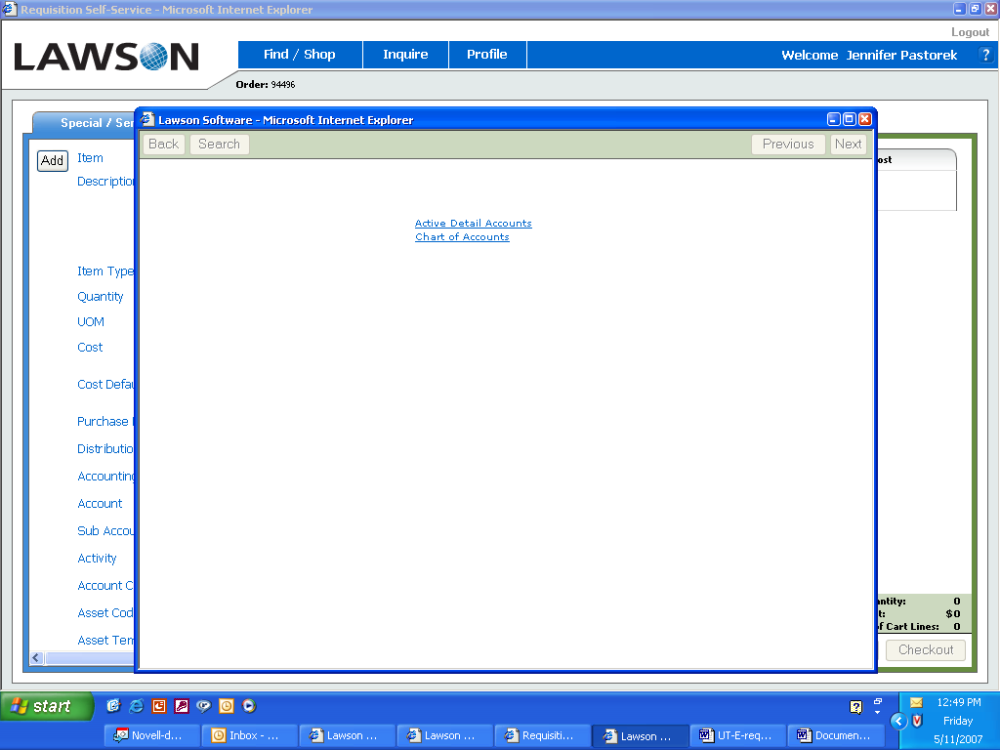 Requisition Self-Service - Microsoft Internet Explorer
Logout
LAWSON
Find / Shop Inquire Profile
Welcome Jennifer Pastorek ?
Order: 94496
Special / Ser
Lawson Software - Microsoft Internet Explorer
Back Search Previous Next
Add Item
ost
Description
Active Detail Accounts
Chart of Accounts
Item Type
Quantity
UOM
Cost
Cost Defau
Purchase
Distributio
Accounting
Account
Sub Accou
Activity
Account C
Asset Cod
Asset Tem
antity: 0
t: $0
of Cart Lines: 0
Checkout
start
12:49 PM
Friday
5/11/2007
Novell-d... Inbox - ... Lawson ... Lawson ... Requisiti... Lawson ... UT-E-req... Documen...